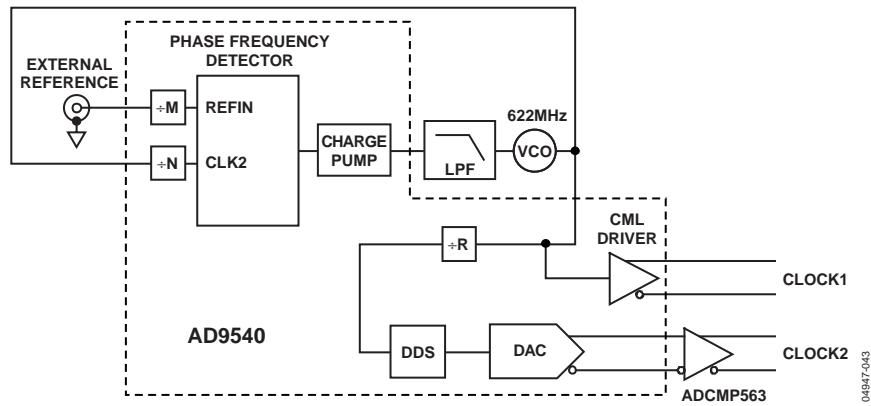 PHASE FREQUENCY
DETECTOR
EXTERNAL
REFERENCE
÷M
REFIN
622MHz
CHARGE
PUMP
VCO
÷N
CLK2
LPF
CML
DRIVER
÷R
CLOCK1
AD9540
DDS
DAC
CLOCK2
ADCMP563
04947-043